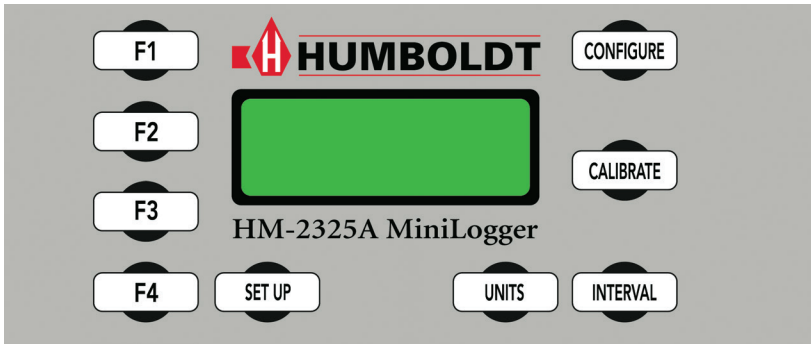 F1
HUMBOLDT
CONFIGURE
F2
F3
CALIBRATE
HM-2325A MiniLogger
F4
SET UP
UNITS
INTERVAL